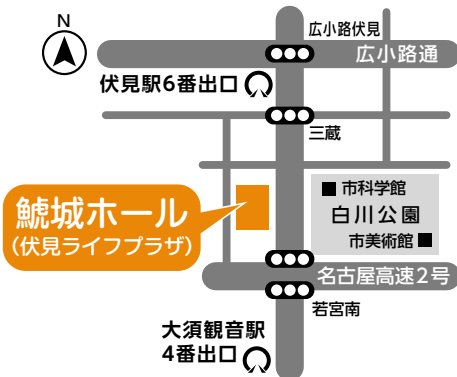 N
広小路伏見
広小路通
伏見駅6番出口
三蔵
市科学館
白川公園
市美術館
鯱城ホール
(伏見ライフプラザ)
名古屋高速2号
若宮南
大須観音駅
4番出口